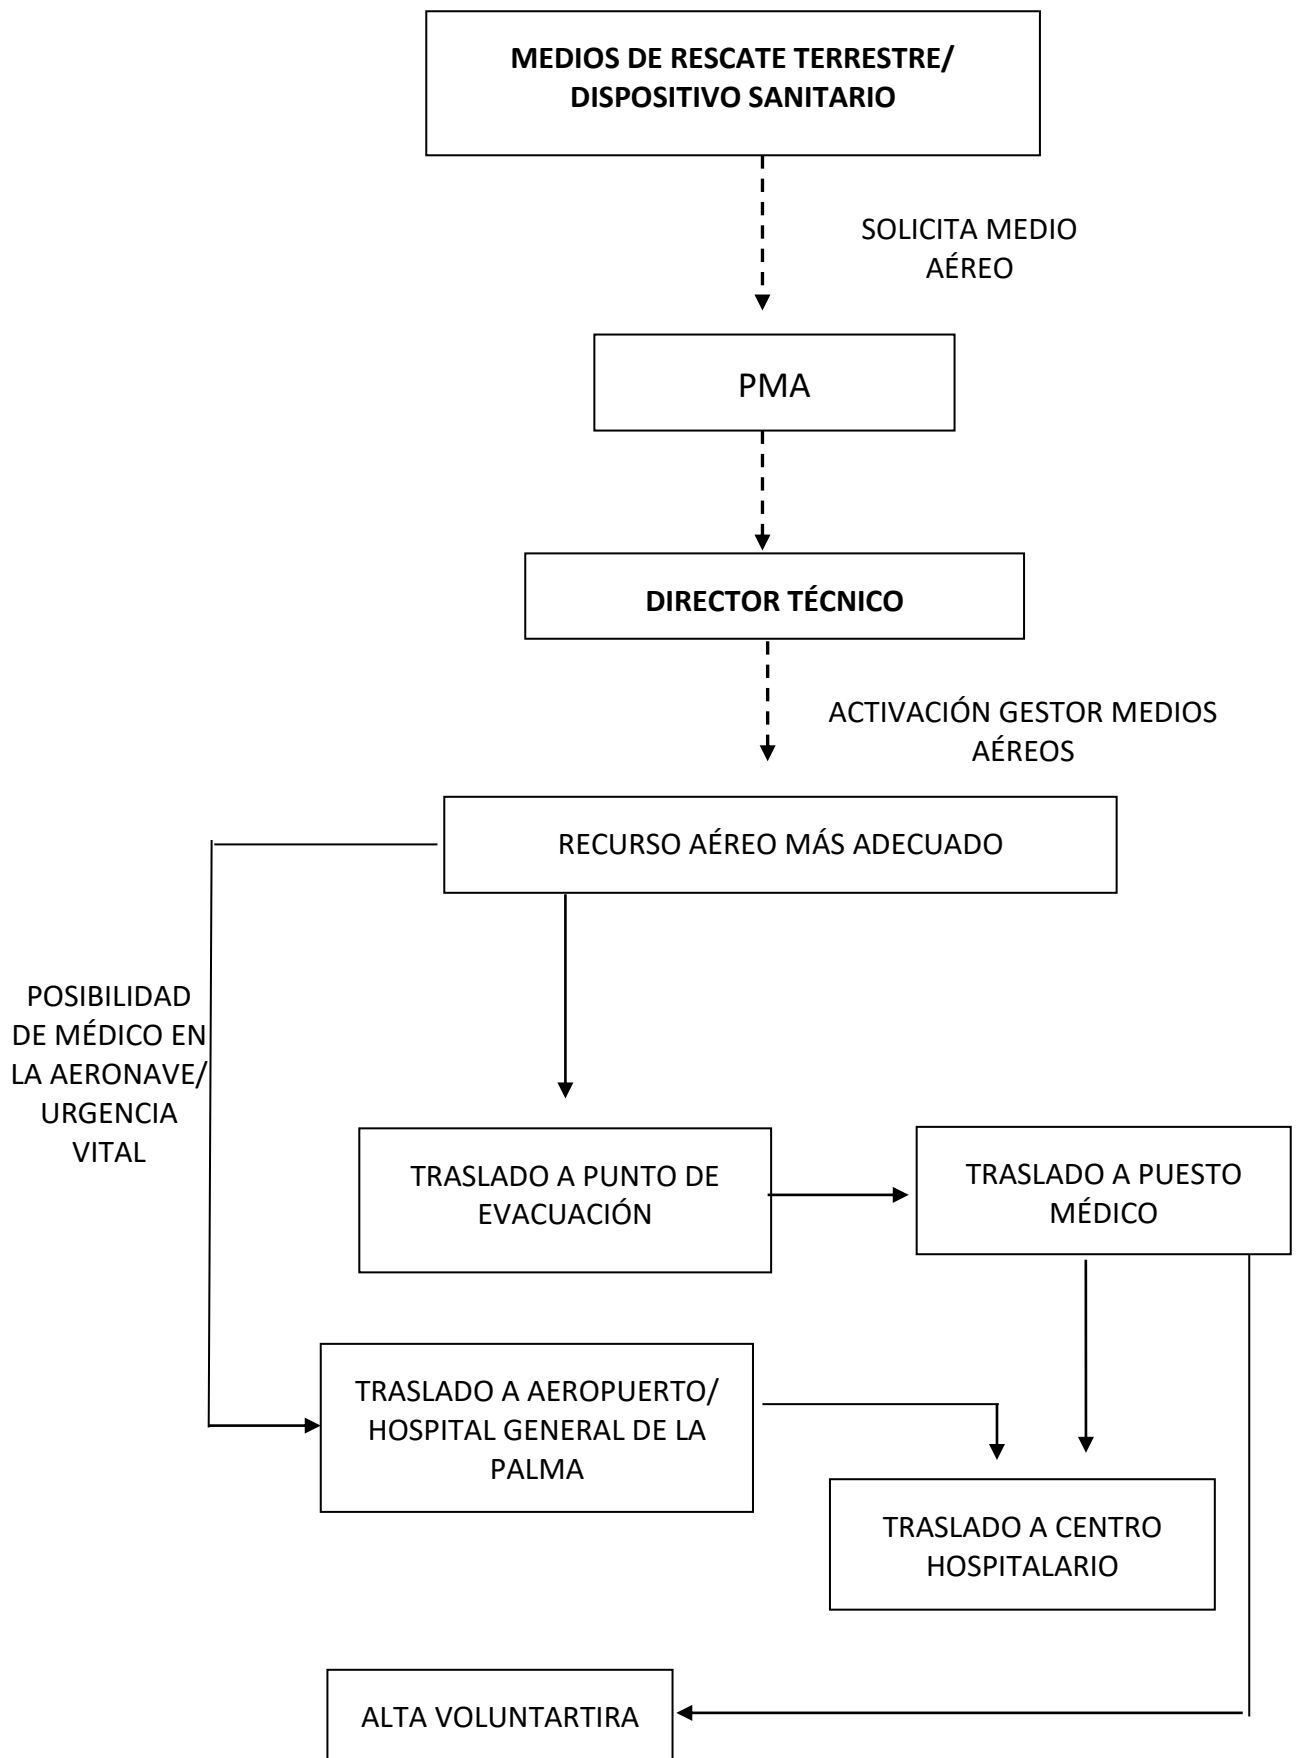 MEDIOS DE RESCATE TERRESTRE/
DISPOSITIVO SANITARIO
SOLICITA MEDIO
AÉREO
PMA
DIRECTOR TÉCNICO
ACTIVACIÓN GESTOR MEDIOS
AÉREOS
RECURSO AÉREO MÁS ADECUADO
POSIBILIDAD
DE MÉDICO EN
LA AERONAVE/
URGENCIA
VITAL
TRASLADO A PUNTO DE
EVACUACIÓN
TRASLADO A PUESTO
MÉDICO
TRASLADO A AEROPUERTO/
HOSPITAL GENERAL DE LA
PALMA
TRASLADO A CENTRO
HOSPITALARIO
ALTA VOLUNTARTIRA